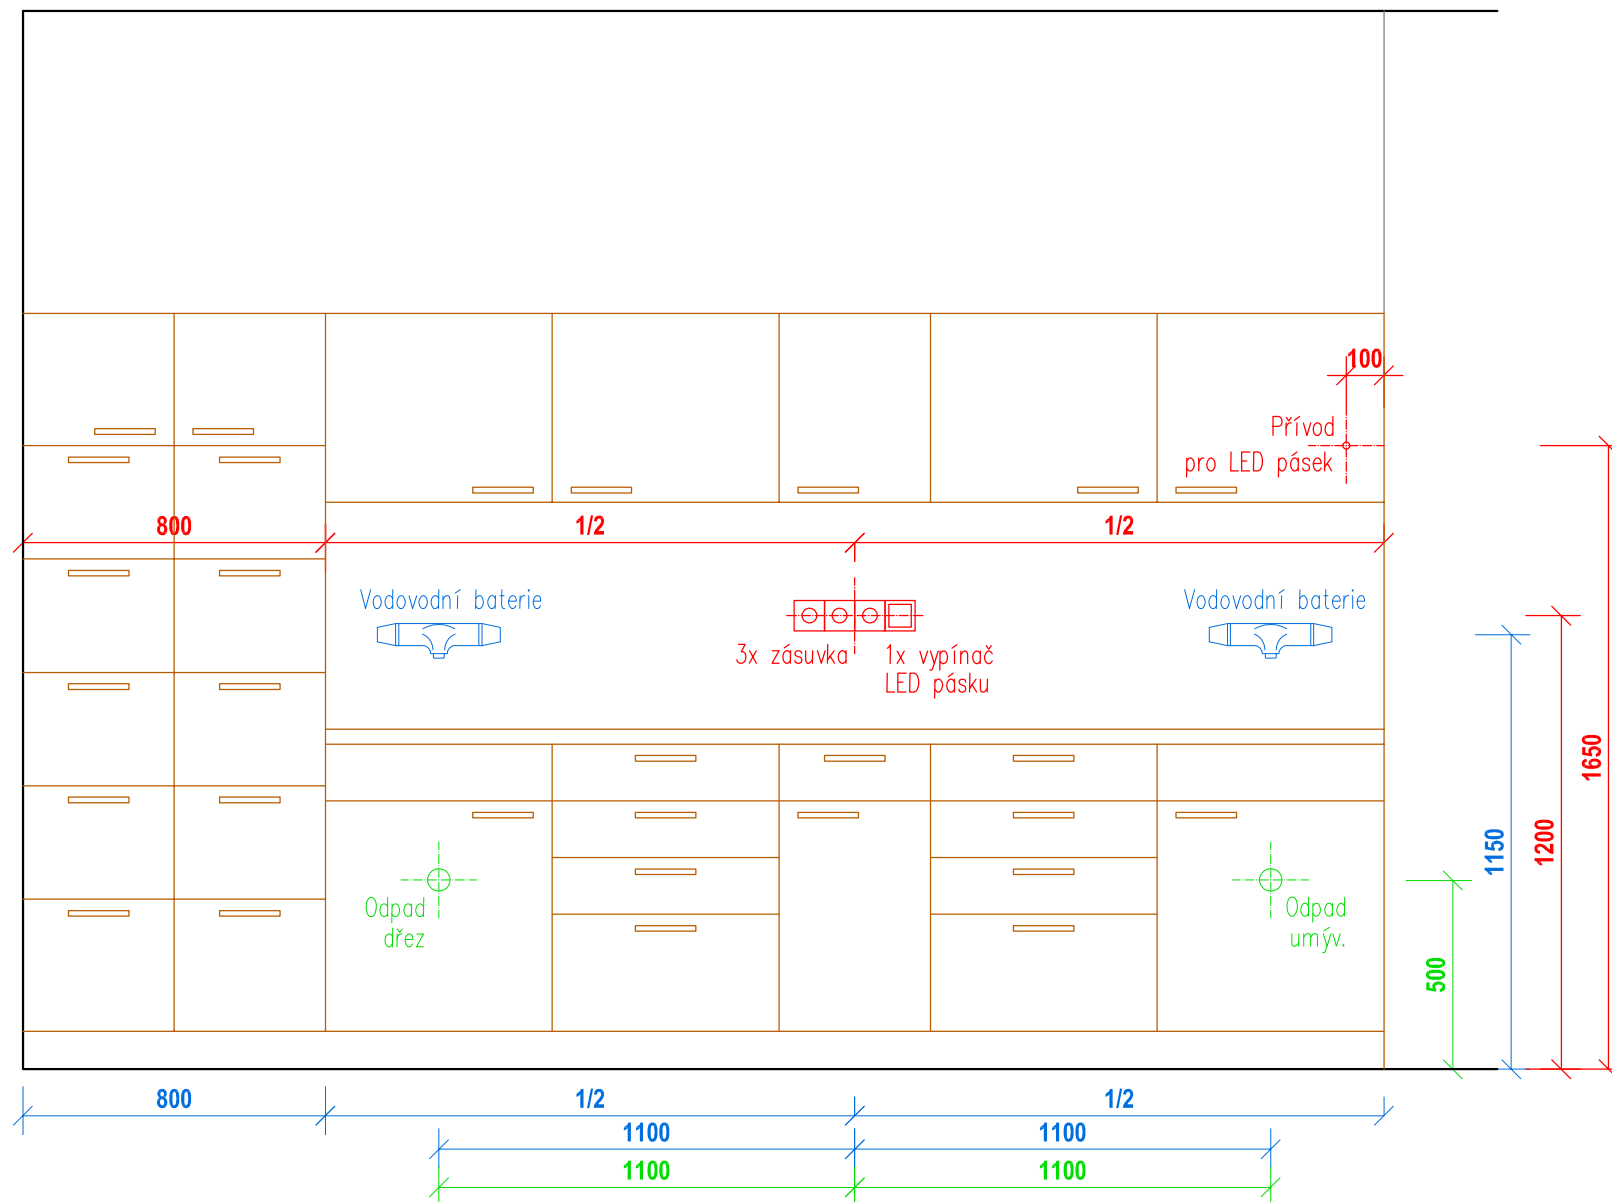 100
Přívod
pro LED pásek
800
1/2
1/2
Vodovodní baterie
Vodovodní baterie
3x zásuvka
1x vypínač
LED pásku
1650
1200
1150
Odpad
dřez
Odpad
umýv.
500
800
1/2
1/2
1100
1100
1100
1100